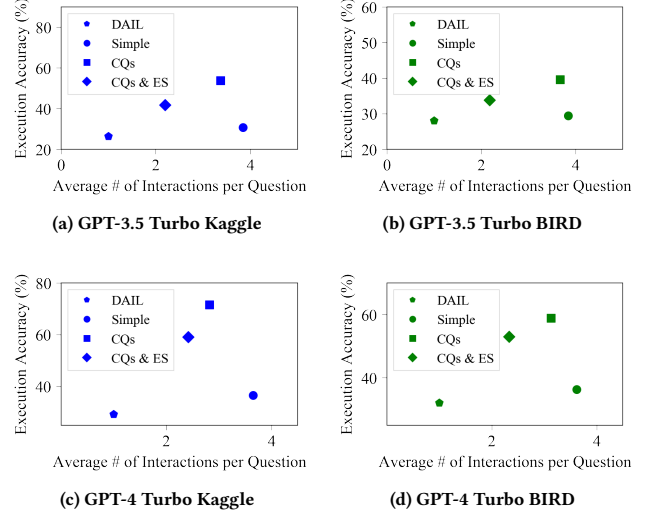 Execution Accuracy (%)
80
60
40
20
DAIL
Simple
CQs
CQs & ES
0
2
4
Average # of Interactions per Question
(a) GPT-3.5 Turbo Kaggle
Execution Accuracy (%)
60
50
40
30
20
DAIL
Simple
CQs
CQs & ES
0
2
4
Average # of Interactions per Question
(b) GPT-3.5 Turbo BIRD
Execution Accuracy (%)
80
60
40
DAIL
Simple
CQs
CQs & ES
2
4
Average # of Interactions per Question
(c) GPT-4 Turbo Kaggle
Execution Accuracy (%)
60
40
DAIL
Simple
CQs
CQs & ES
2
4
Average # of Interactions per Question
(d) GPT-4 Turbo BIRD